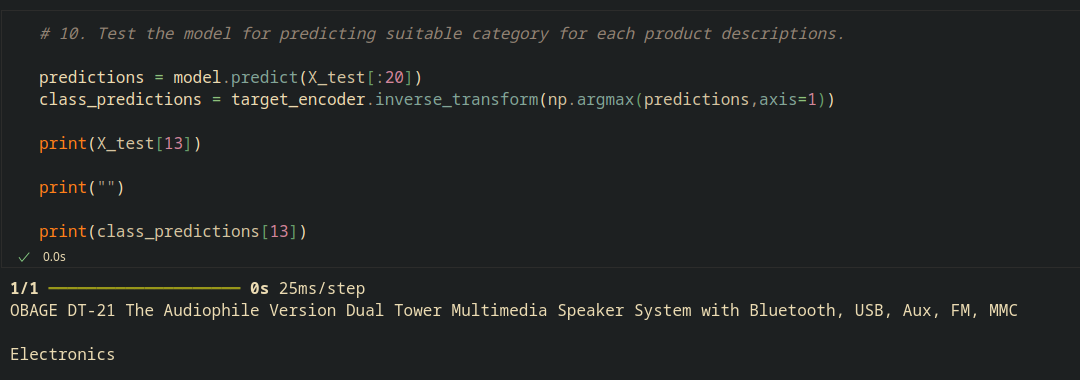 # 10. Test the model for predicting suitable category for each product descriptions.
predictions = model.predict(X_test[:20])
class_predictions = target_encoder.inverse_transform(np.argmax(predictions,axis=1))
print(X_test[13])
print("")
print(class_predictions[13])
✓ 0.0s
1/1 ━━━━━━━━━━━━━━━━━━━━ 0s 25ms/step
OBAGE DT-21 The Audiophile Version Dual Tower Multimedia Speaker System with Bluetooth, USB, Aux, FM, MMC
Electronics